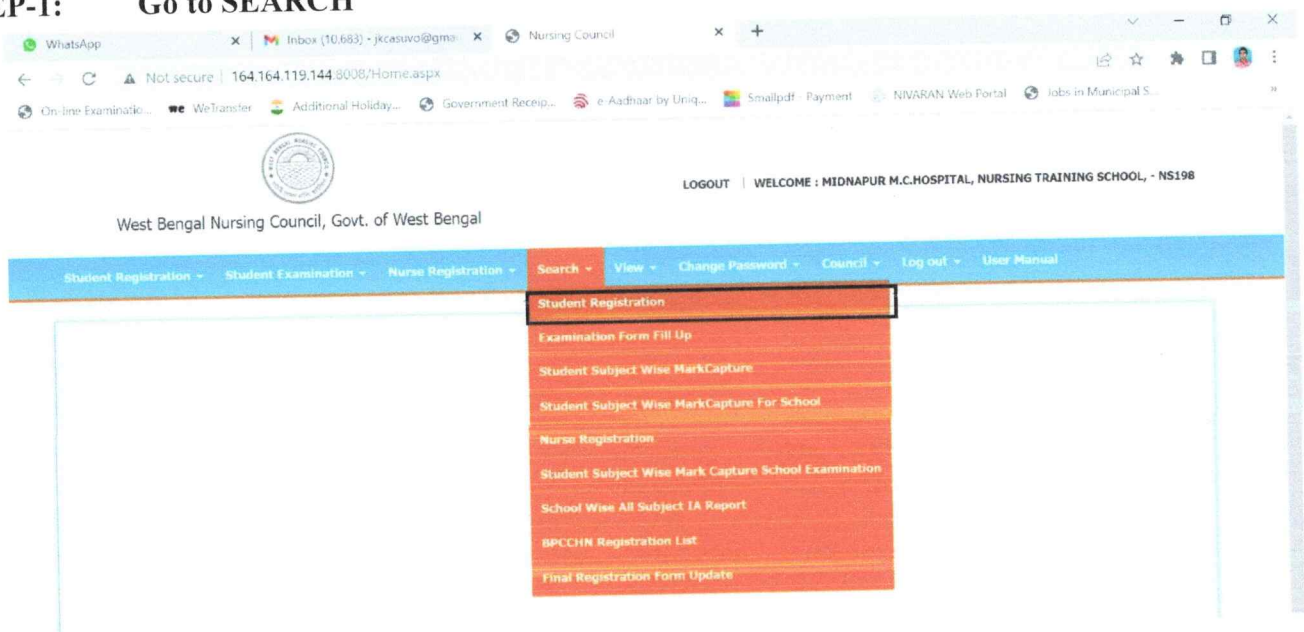 EP-1: Go to SEARCH
WhatsApp
Inbox (10,683) - jkcasuvo@gma
Nursing Council
Not secure 164.164.119.144:8008/Home.aspx
On-line Examinatio...
WeTransfer
Additional Holiday...
Government Receip...
e-Aadhaar by Uniq...
Smallpdf - Payment
NIVARAN Web Portal
Jobs in Municipal S...
LOGOUT | WELCOME : MIDNAPUR M.C.HOSPITAL, NURSING TRAINING SCHOOL, - NS198
West Bengal Nursing Council, Govt. of West Bengal
Student Registration
Student Examination
Nurse Registration
Search
View
Change Password
Council
Log out
User Manual
Student Registration
Examination Form Fill Up
Student Subject Wise MarkCapture
Student Subject Wise MarkCapture For School
Nurse Registration
Student Subject Wise Mark Capture School Examination
School Wise All Subject IA Report
BPCCHN Registration List
Final Registration Form Update